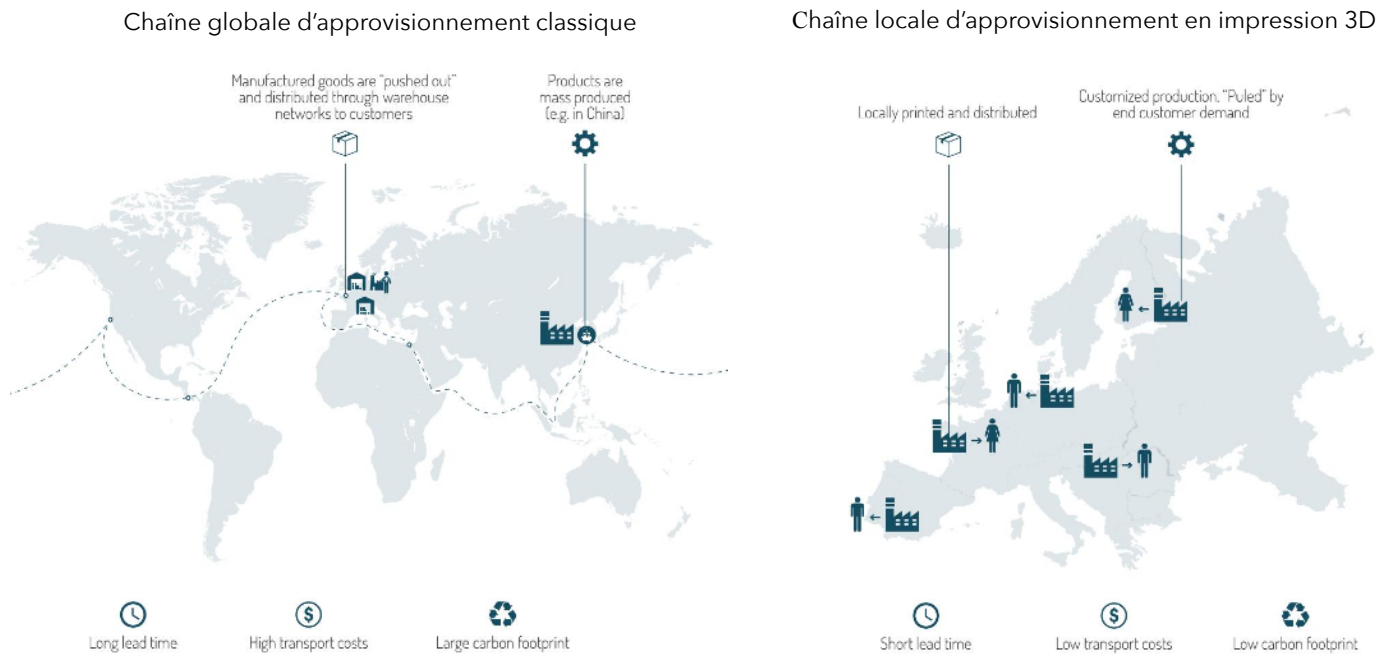 Chaîne globale d’approvisionnement classique
Manufactured goods are "pushed out"
and distributed through warehouse
networks to customers
Products are
mass produced
(e.g. in China)
$
Long lead time
High transport costs
Large carbon footprint
Chaîne locale d’approvisionnement en impression 3D
Locally printed and distributed
Customized production, "Puled" by
end customer demand
$
Short lead time
Low transport costs
Low carbon footprint